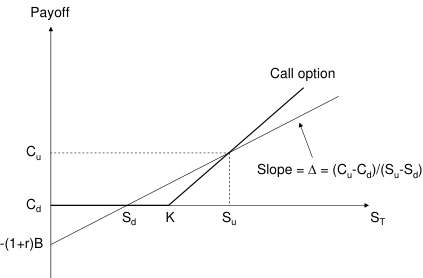 Payoff
Call option
C_u
Slope = Δ = (C_u-C_d)/(S_u-S_d)
C_d
S_d K S_u S_T
-(1+r)B